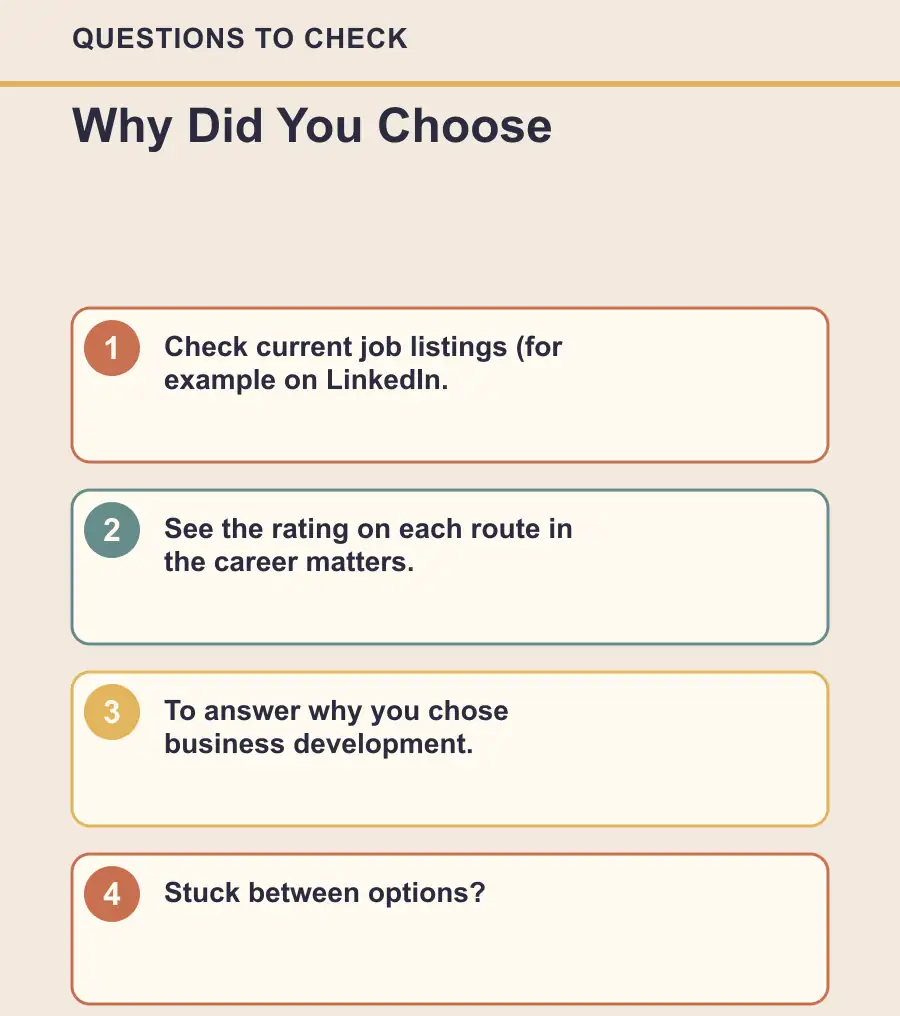 QUESTIONS TO CHECK
Why Did You Choose
1
Check current job listings (for
example on LinkedIn.
2
See the rating on each route in
the career matters.
3
To answer why you chose
business development.
4
Stuck between options?